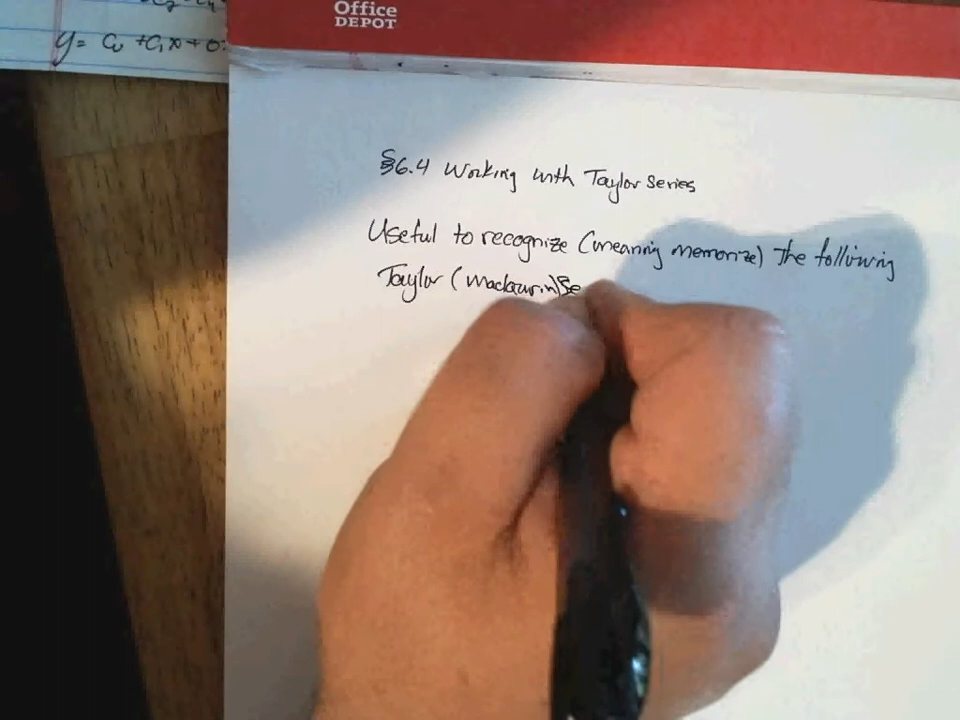 Office
DEPOT
y = C₀ + C₁x +
§6.4 Working with Taylor Series
Useful to recognize (meaning memorize) the following
Taylor (Maclaurin) Se